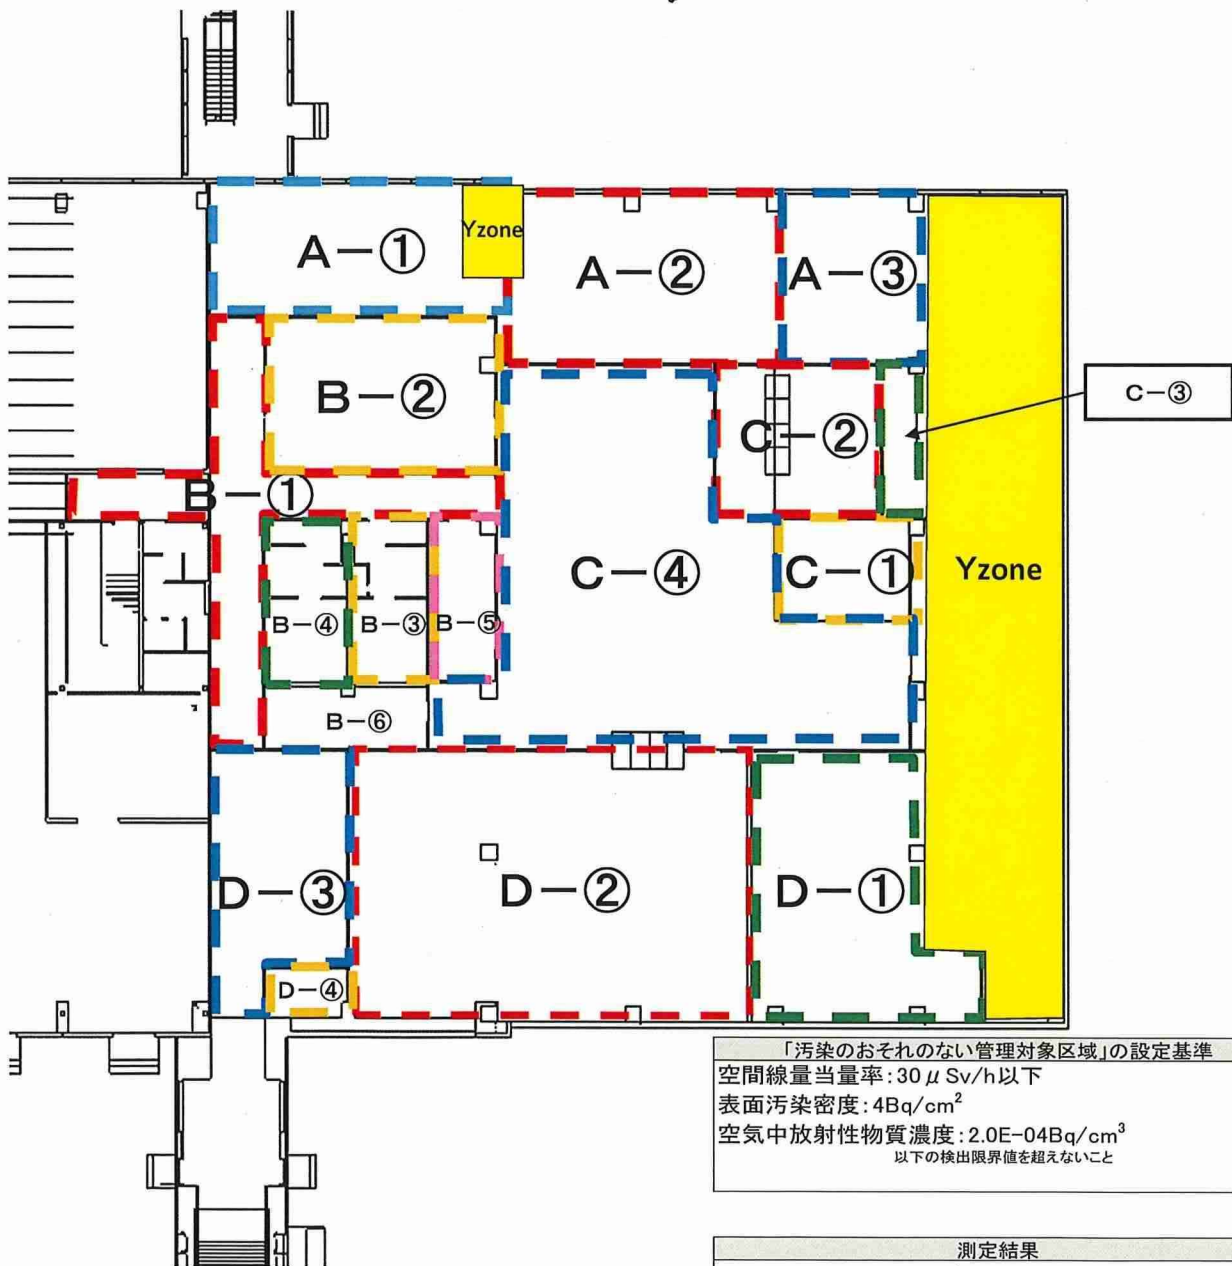 Yzone
A－①
A－②
A－③
B－②
C－③
C－②
B－①
C－④
C－①
Yzone
B－④
B－③
B－⑤
B－⑥
D－③
D－②
D－①
D－④
「汚染のおそれのない管理対象区域」の設定基準
空間線量当量率：30μSv/h以下
表面汚染密度：4Bq/cm²
空気中放射性物質濃度：2.0E-04Bq/cm³
以下の検出限界値を超えないこと
測定結果